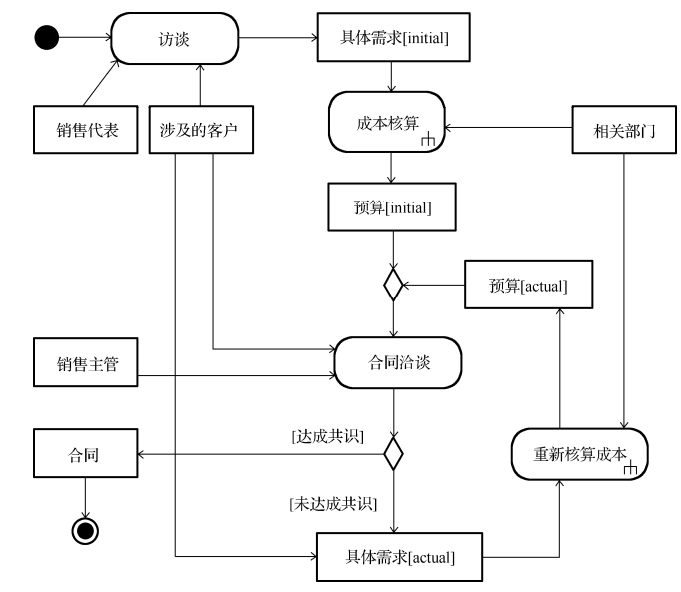 访谈
具体需求[initial]
销售代表
涉及的客户
成本核算
相关部门
预算[initial]
预算[actual]
销售主管
合同洽谈
[达成共识]
合同
重新核算成本
[未达成共识]
具体需求[actual]